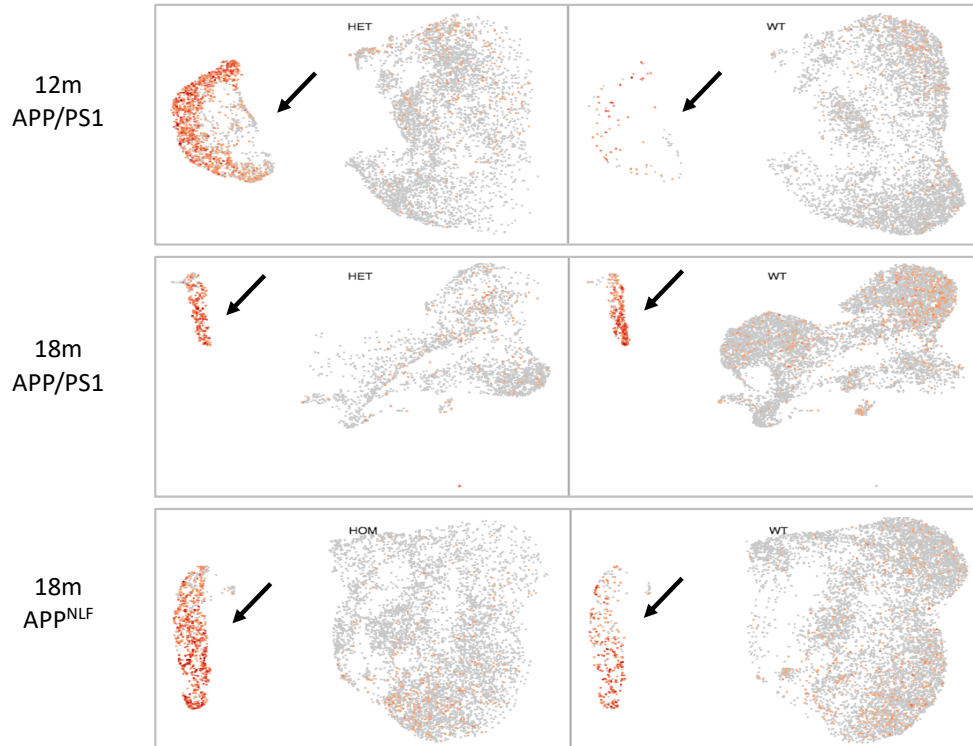 12m
APP/PS1
HET
WT
18m
APP/PS1
HET
WT
18m
APP^NLF
HOM
WT